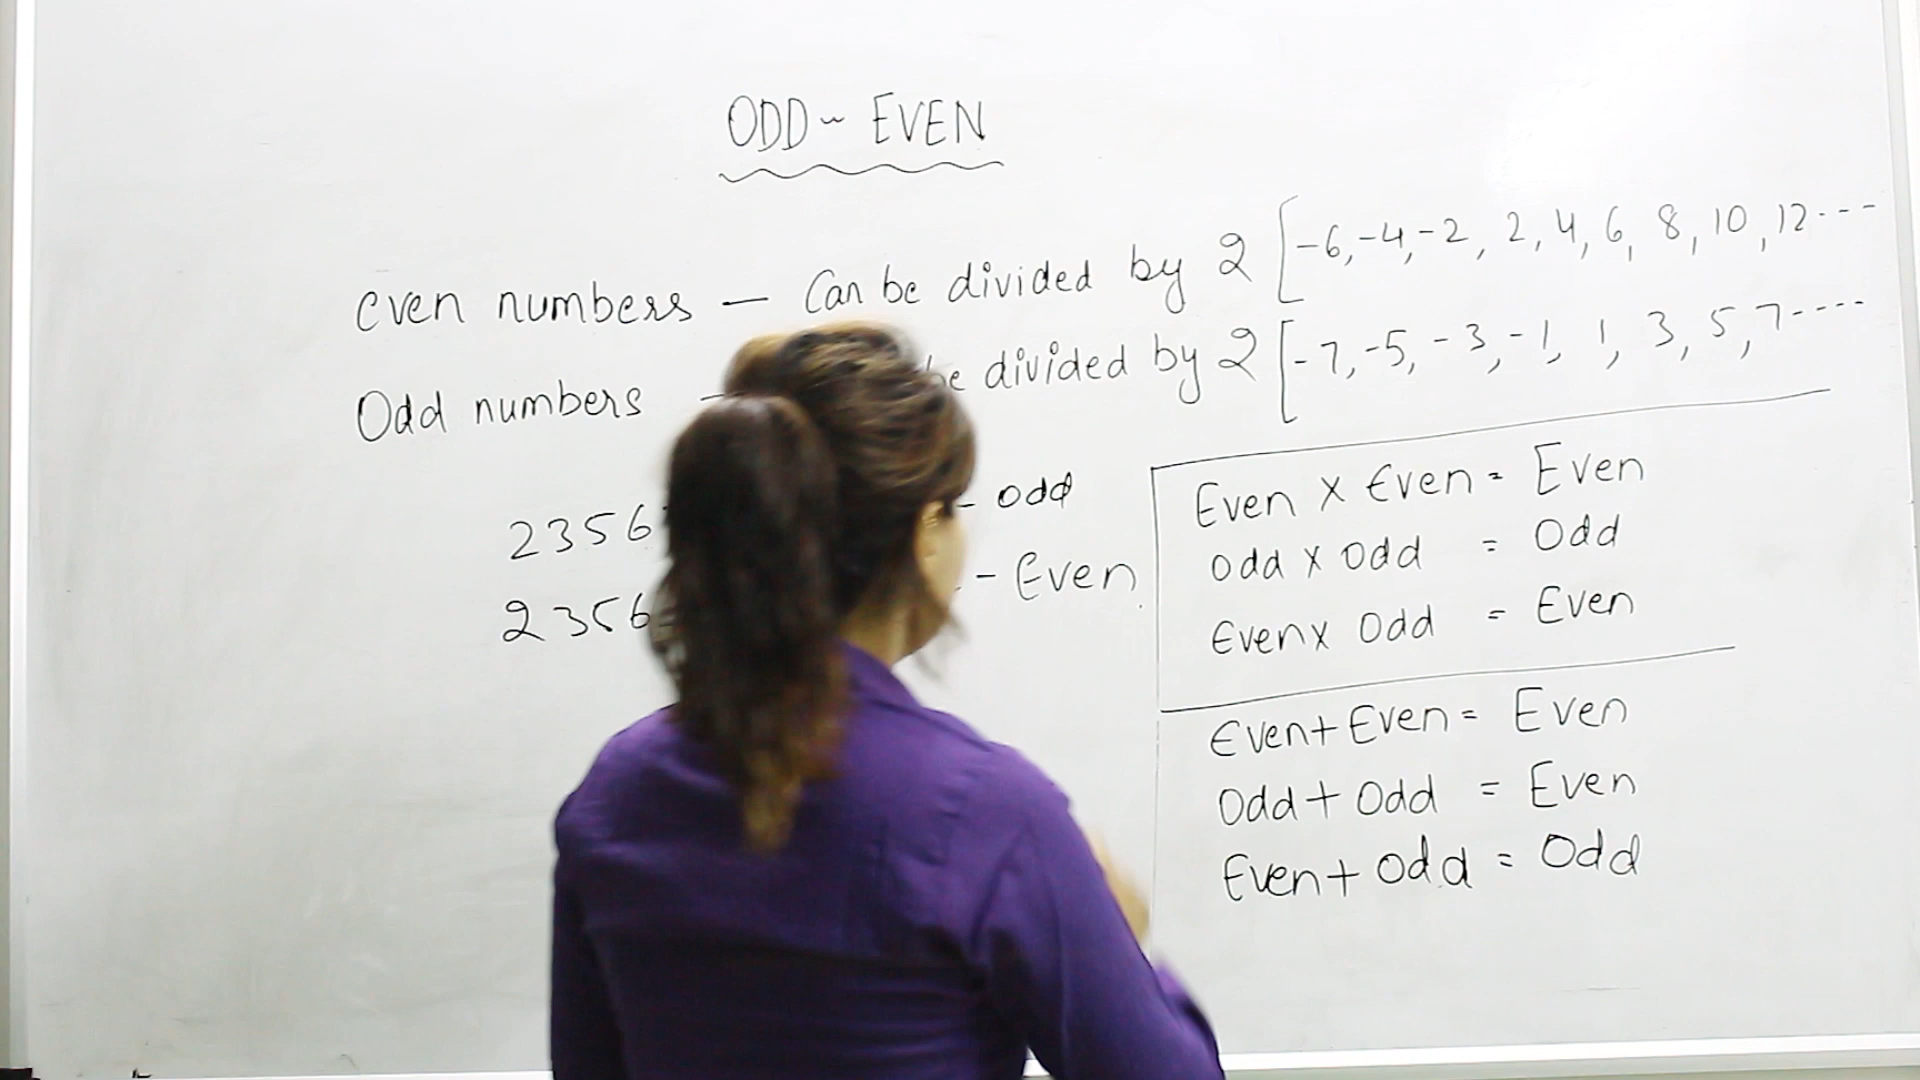 ODD - EVEN
even numbers — Can be divided by 2 [-6, -4, -2, 2, 4, 6, 8, 10, 12---
Odd numbers - be divided by 2 [-7, -5, -3, -1, 1, 3, 5, 7----
2356 - odd
2356 - Even
Even x Even = Even
Odd x Odd = Odd
Even x Odd = Even
Even + Even = Even
Odd + Odd = Even
Even + Odd = Odd